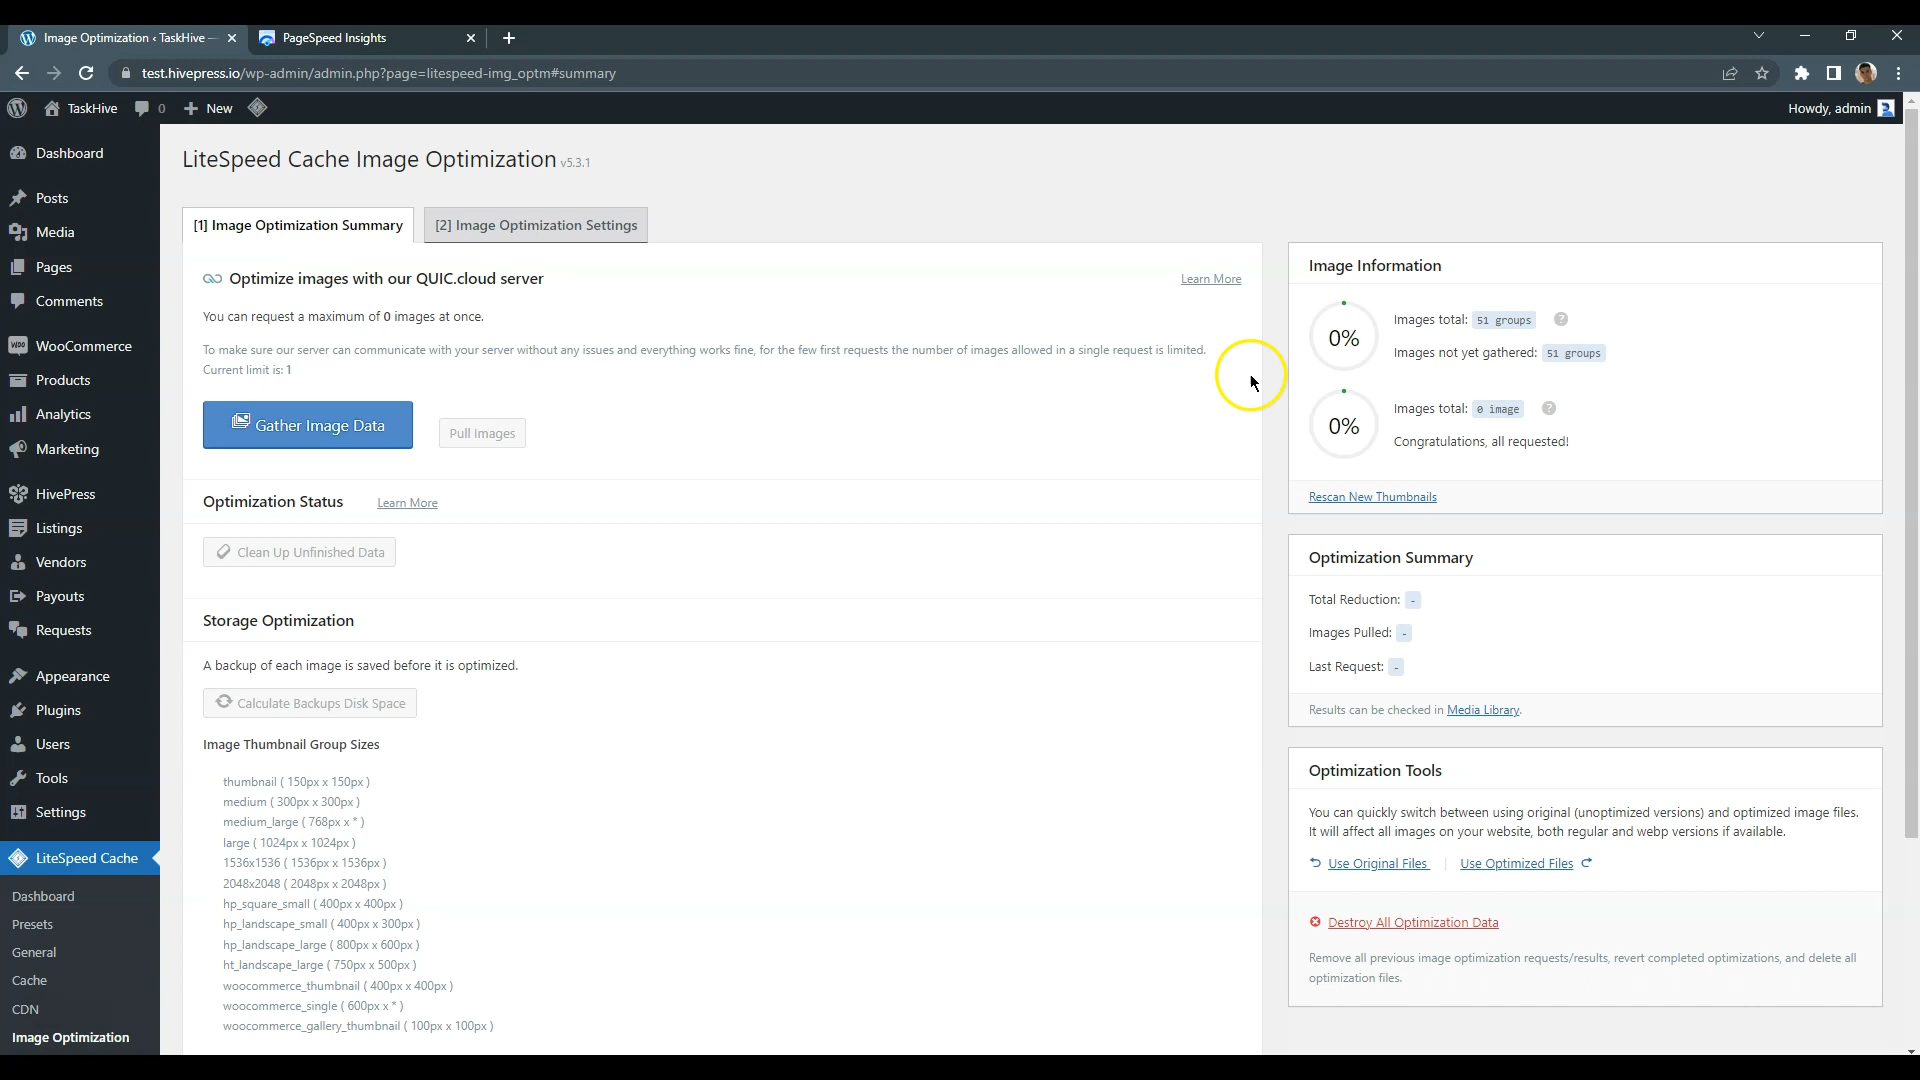 Image Optimization ‹ TaskHive —
PageSpeed Insights
test.hivepress.io/wp-admin/admin.php?page=litespeed-img_optm#summary
TaskHive
0
New
Howdy, admin
Dashboard
Posts
Media
Pages
Comments
WooCommerce
Products
Analytics
Marketing
HivePress
Listings
Vendors
Payouts
Requests
Appearance
Plugins
Users
Tools
Settings
LiteSpeed Cache
Dashboard
Presets
General
Cache
CDN
Image Optimization
LiteSpeed Cache Image Optimization v5.3.1
[1] Image Optimization Summary
[2] Image Optimization Settings
Optimize images with our QUIC.cloud server
Learn More
You can request a maximum of 0 images at once.
To make sure our server can communicate with your server without any issues and everything works fine, for the few first requests the number of images allowed in a single request is limited.
Current limit is: 1
Gather Image Data
Pull Images
Optimization Status
Learn More
Clean Up Unfinished Data
Storage Optimization
A backup of each image is saved before it is optimized.
Calculate Backups Disk Space
Image Thumbnail Group Sizes
thumbnail ( 150px x 150px )
medium ( 300px x 300px )
medium_large ( 768px x * )
large ( 1024px x 1024px )
1536x1536 ( 1536px x 1536px )
2048x2048 ( 2048px x 2048px )
hp_square_small ( 400px x 400px )
hp_landscape_small ( 400px x 300px )
hp_landscape_large ( 800px x 600px )
ht_landscape_large ( 750px x 500px )
woocommerce_thumbnail ( 400px x 400px )
woocommerce_single ( 600px x * )
woocommerce_gallery_thumbnail ( 100px x 100px )
Image Information
0%
Images total: 51 groups
Images not yet gathered: 51 groups
0%
Images total: 0 image
Congratulations, all requested!
Rescan New Thumbnails
Optimization Summary
Total Reduction: -
Images Pulled: -
Last Request: -
Results can be checked in Media Library.
Optimization Tools
You can quickly switch between using original (unoptimized versions) and optimized image files.
It will affect all images on your website, both regular and webp versions if available.
Use Original Files
Use Optimized Files
Destroy All Optimization Data
Remove all previous image optimization requests/results, revert completed optimizations, and delete all
optimization files.